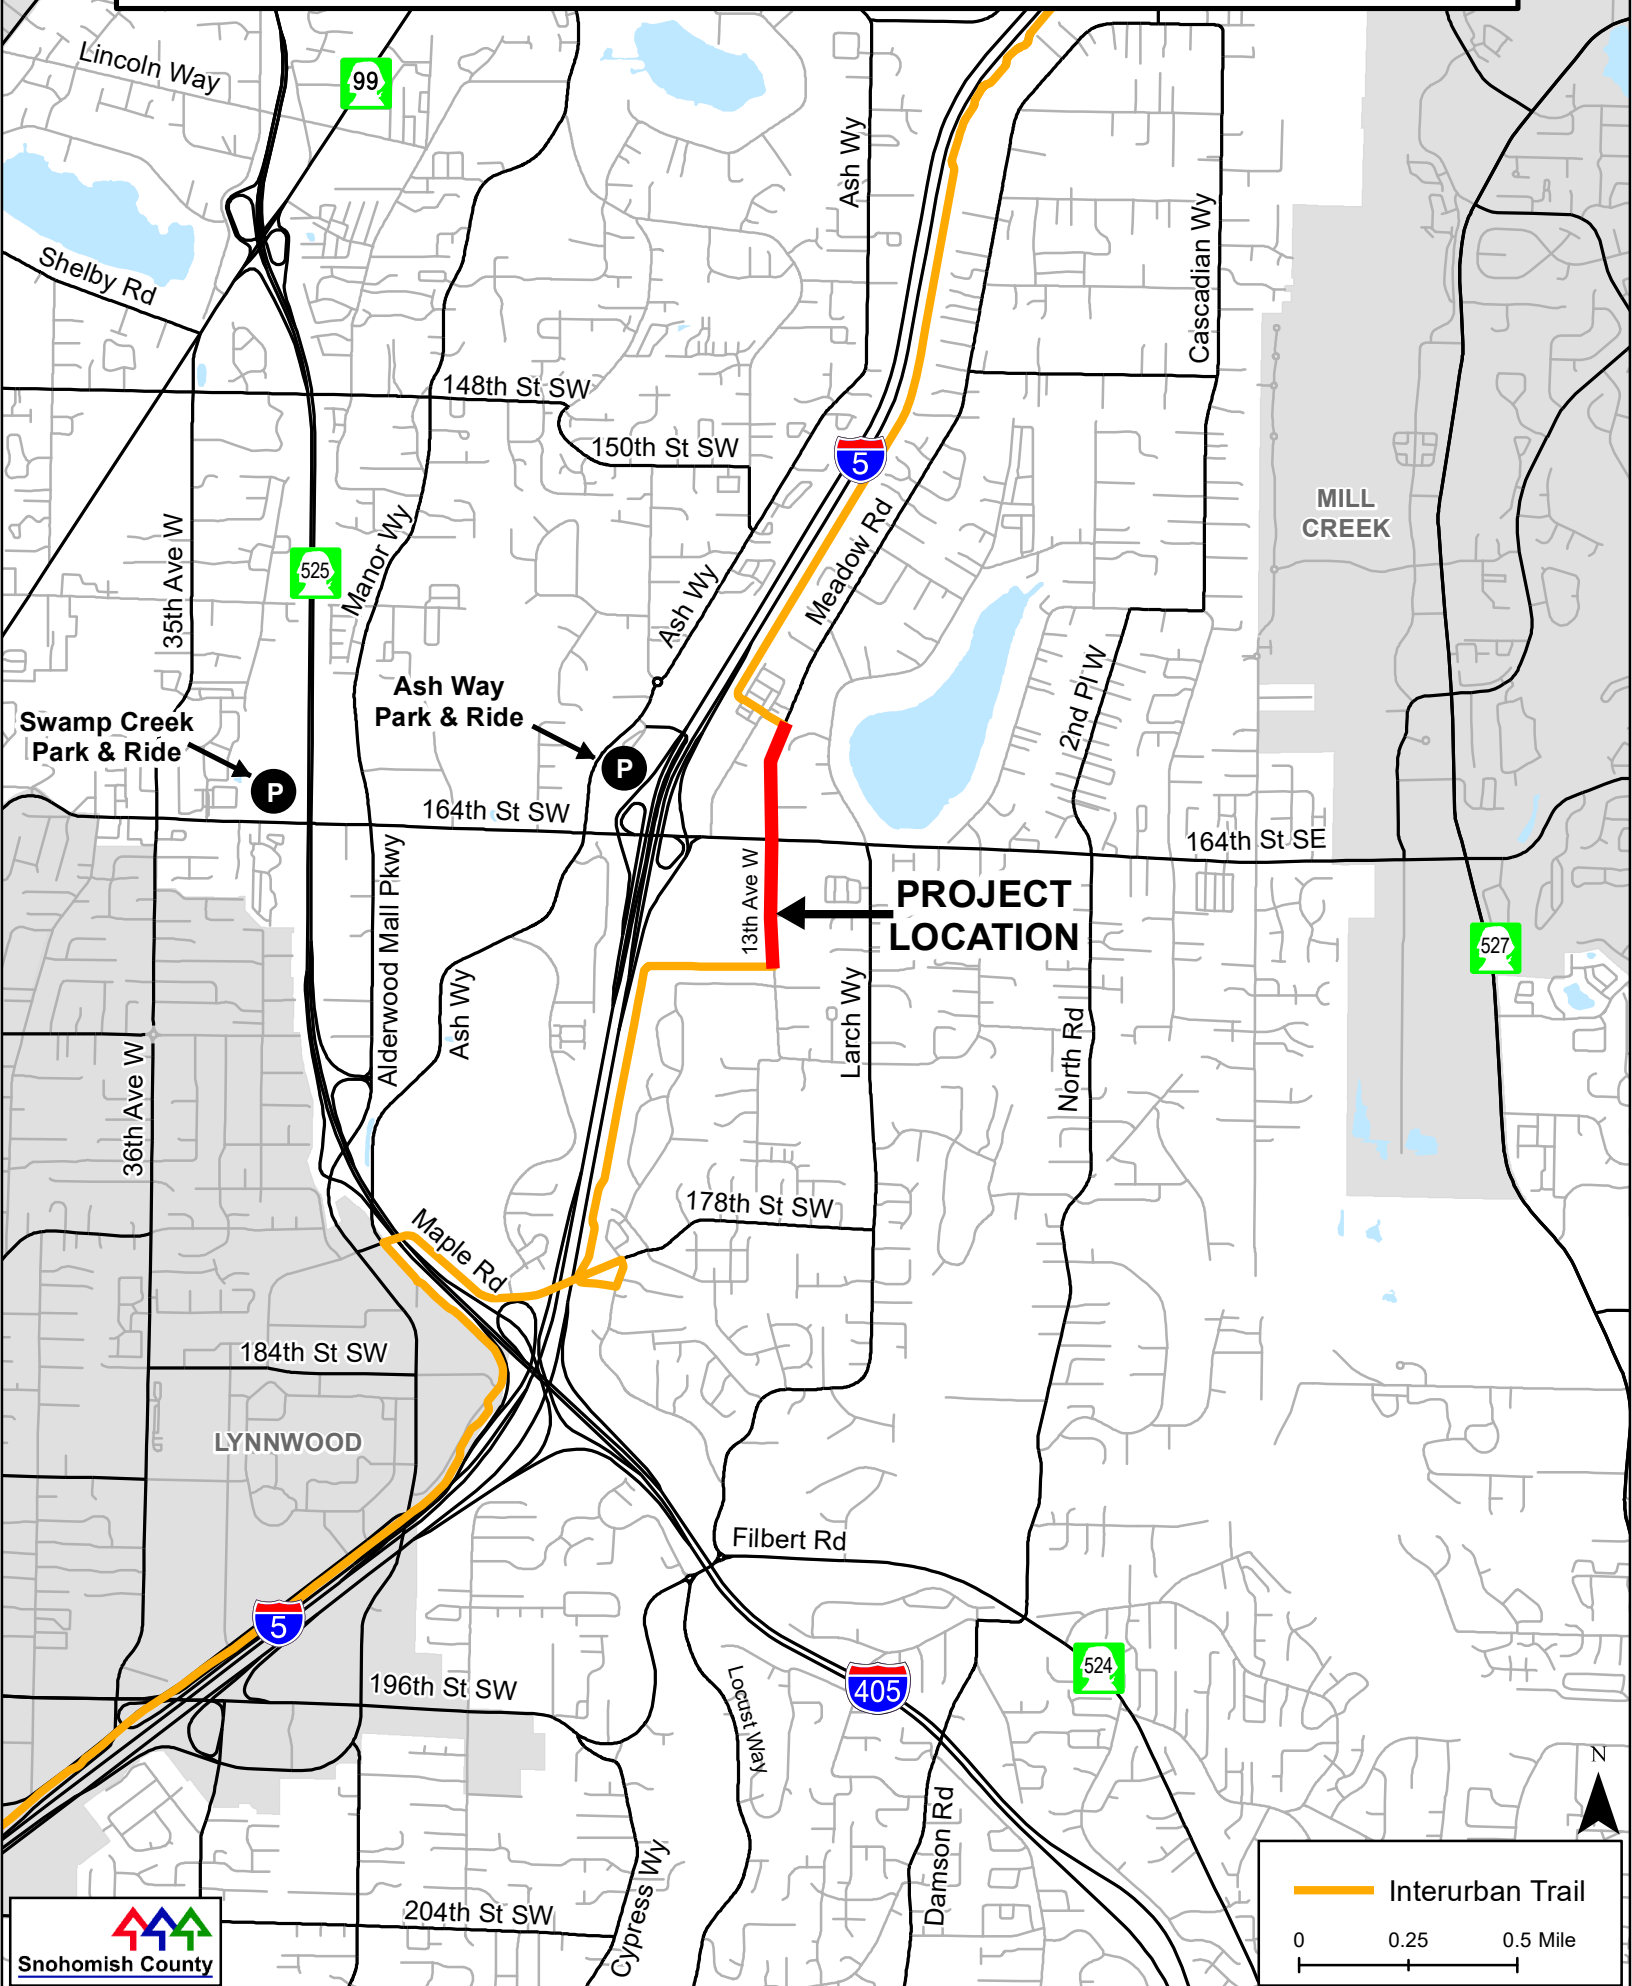 Lincoln Way
99
Ash Wy
Cascadian Wy
Shelby Rd
148th St SW
150th St SW
5
MILL
CREEK
35th Ave W
525
Manor Wy
Meadow Rd
Ash Wy
2nd Pl W
Ash Way
Park & Ride
Swamp Creek
Park & Ride
P
P
164th St SW
164th St SE
Alderwood Mall Pkwy
13th Ave W
PROJECT
LOCATION
527
Ash Wy
Larch Wy
North Rd
36th Ave W
178th St SW
Maple Rd
184th St SW
LYNNWOOD
Filbert Rd
5
196th St SW
Locust Way
405
524
N
Cypress Wy
Damson Rd
204th St SW
Snohomish County
Interurban Trail
0 0.25 0.5 Mile